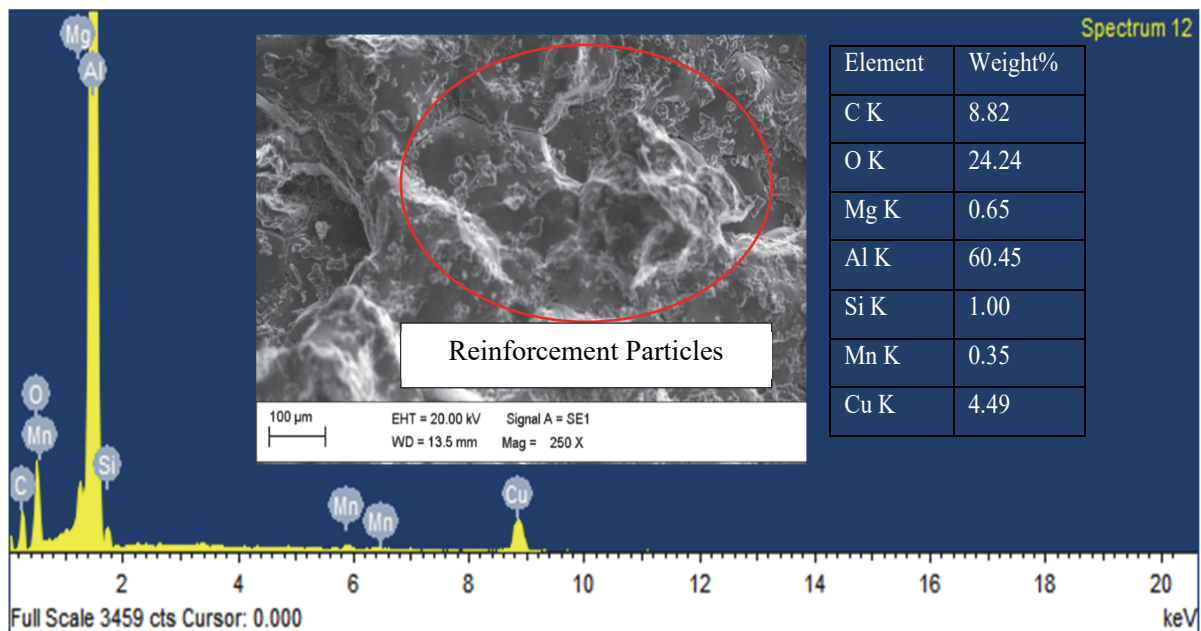 Spectrum 12
Mg
Al
O
Mn
C
Si
Mn
Mn
Cu
Reinforcement Particles
100 µm
EHT = 20.00 kV Signal A = SE1
WD = 13.5 mm Mag = 250 X
Element Weight%
C K 8.82
O K 24.24
Mg K 0.65
Al K 60.45
Si K 1.00
Mn K 0.35
Cu K 4.49
2 4 6 8 10 12 14 16 18 20
Full Scale 3459 cts Cursor: 0.000 keV